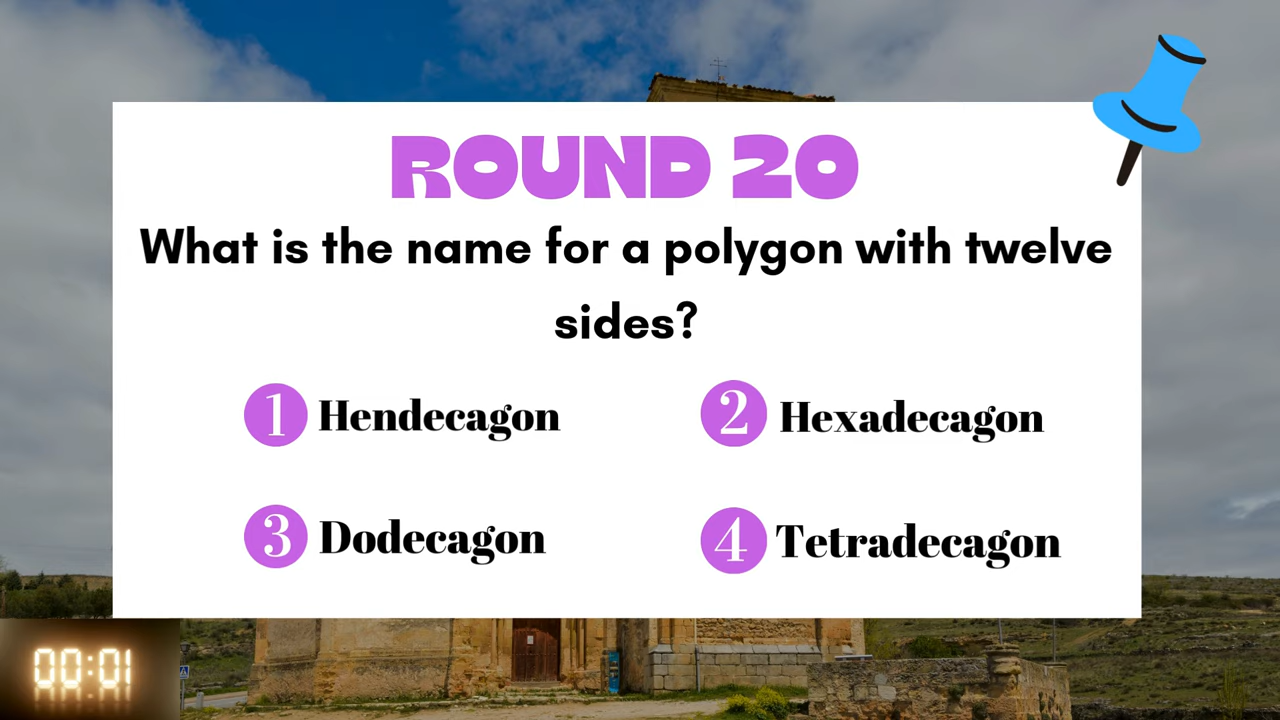 ROUND 20
What is the name for a polygon with twelve
sides?
1 Hendecagon
2 Hexadecagon
3 Dodecagon
4 Tetradecagon
00:01